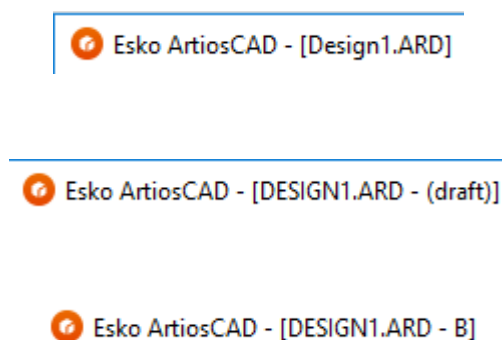 Esko ArtiosCAD - [Design1.ARD]
Esko ArtiosCAD - [DESIGN1.ARD - (draft)]
Esko ArtiosCAD - [DESIGN1.ARD - B]